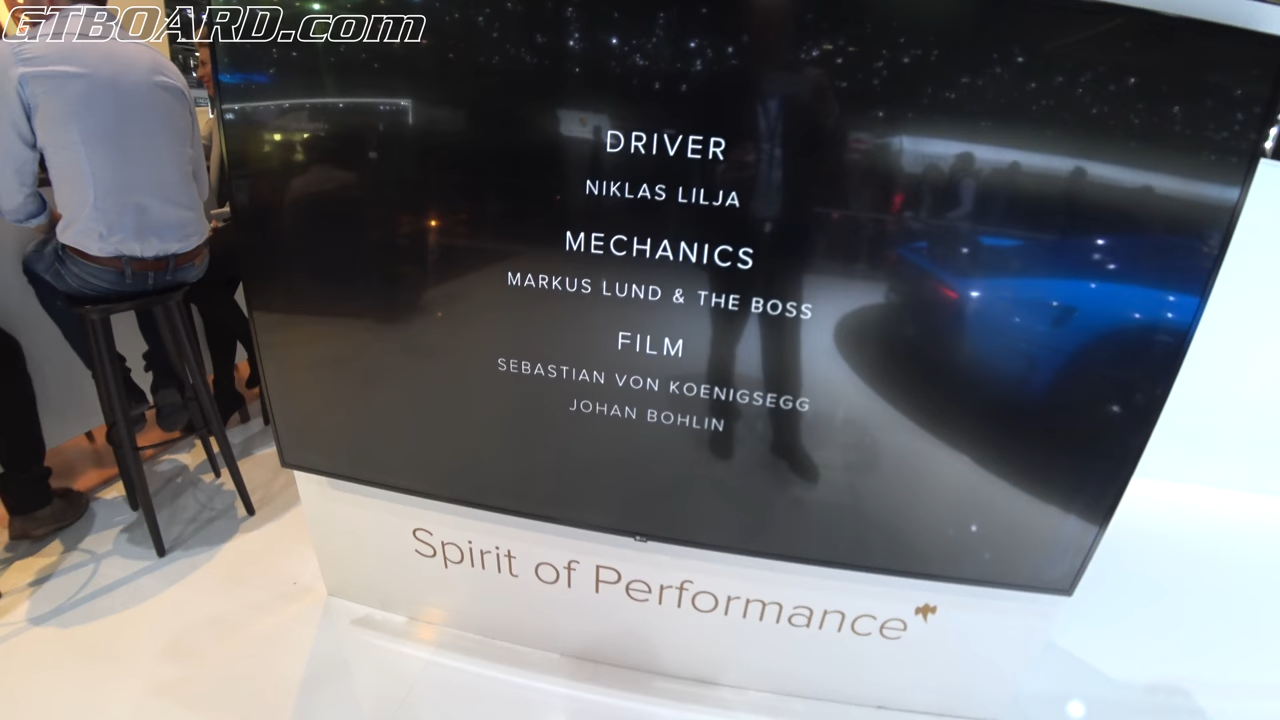 GTBOARD.com
DRIVER
NIKLAS LILJA
MECHANICS
MARKUS LUND & THE BOSS
FILM
SEBASTIAN VON KOENIGSEGG
JOHAN BOHLIN
Spirit of Performance